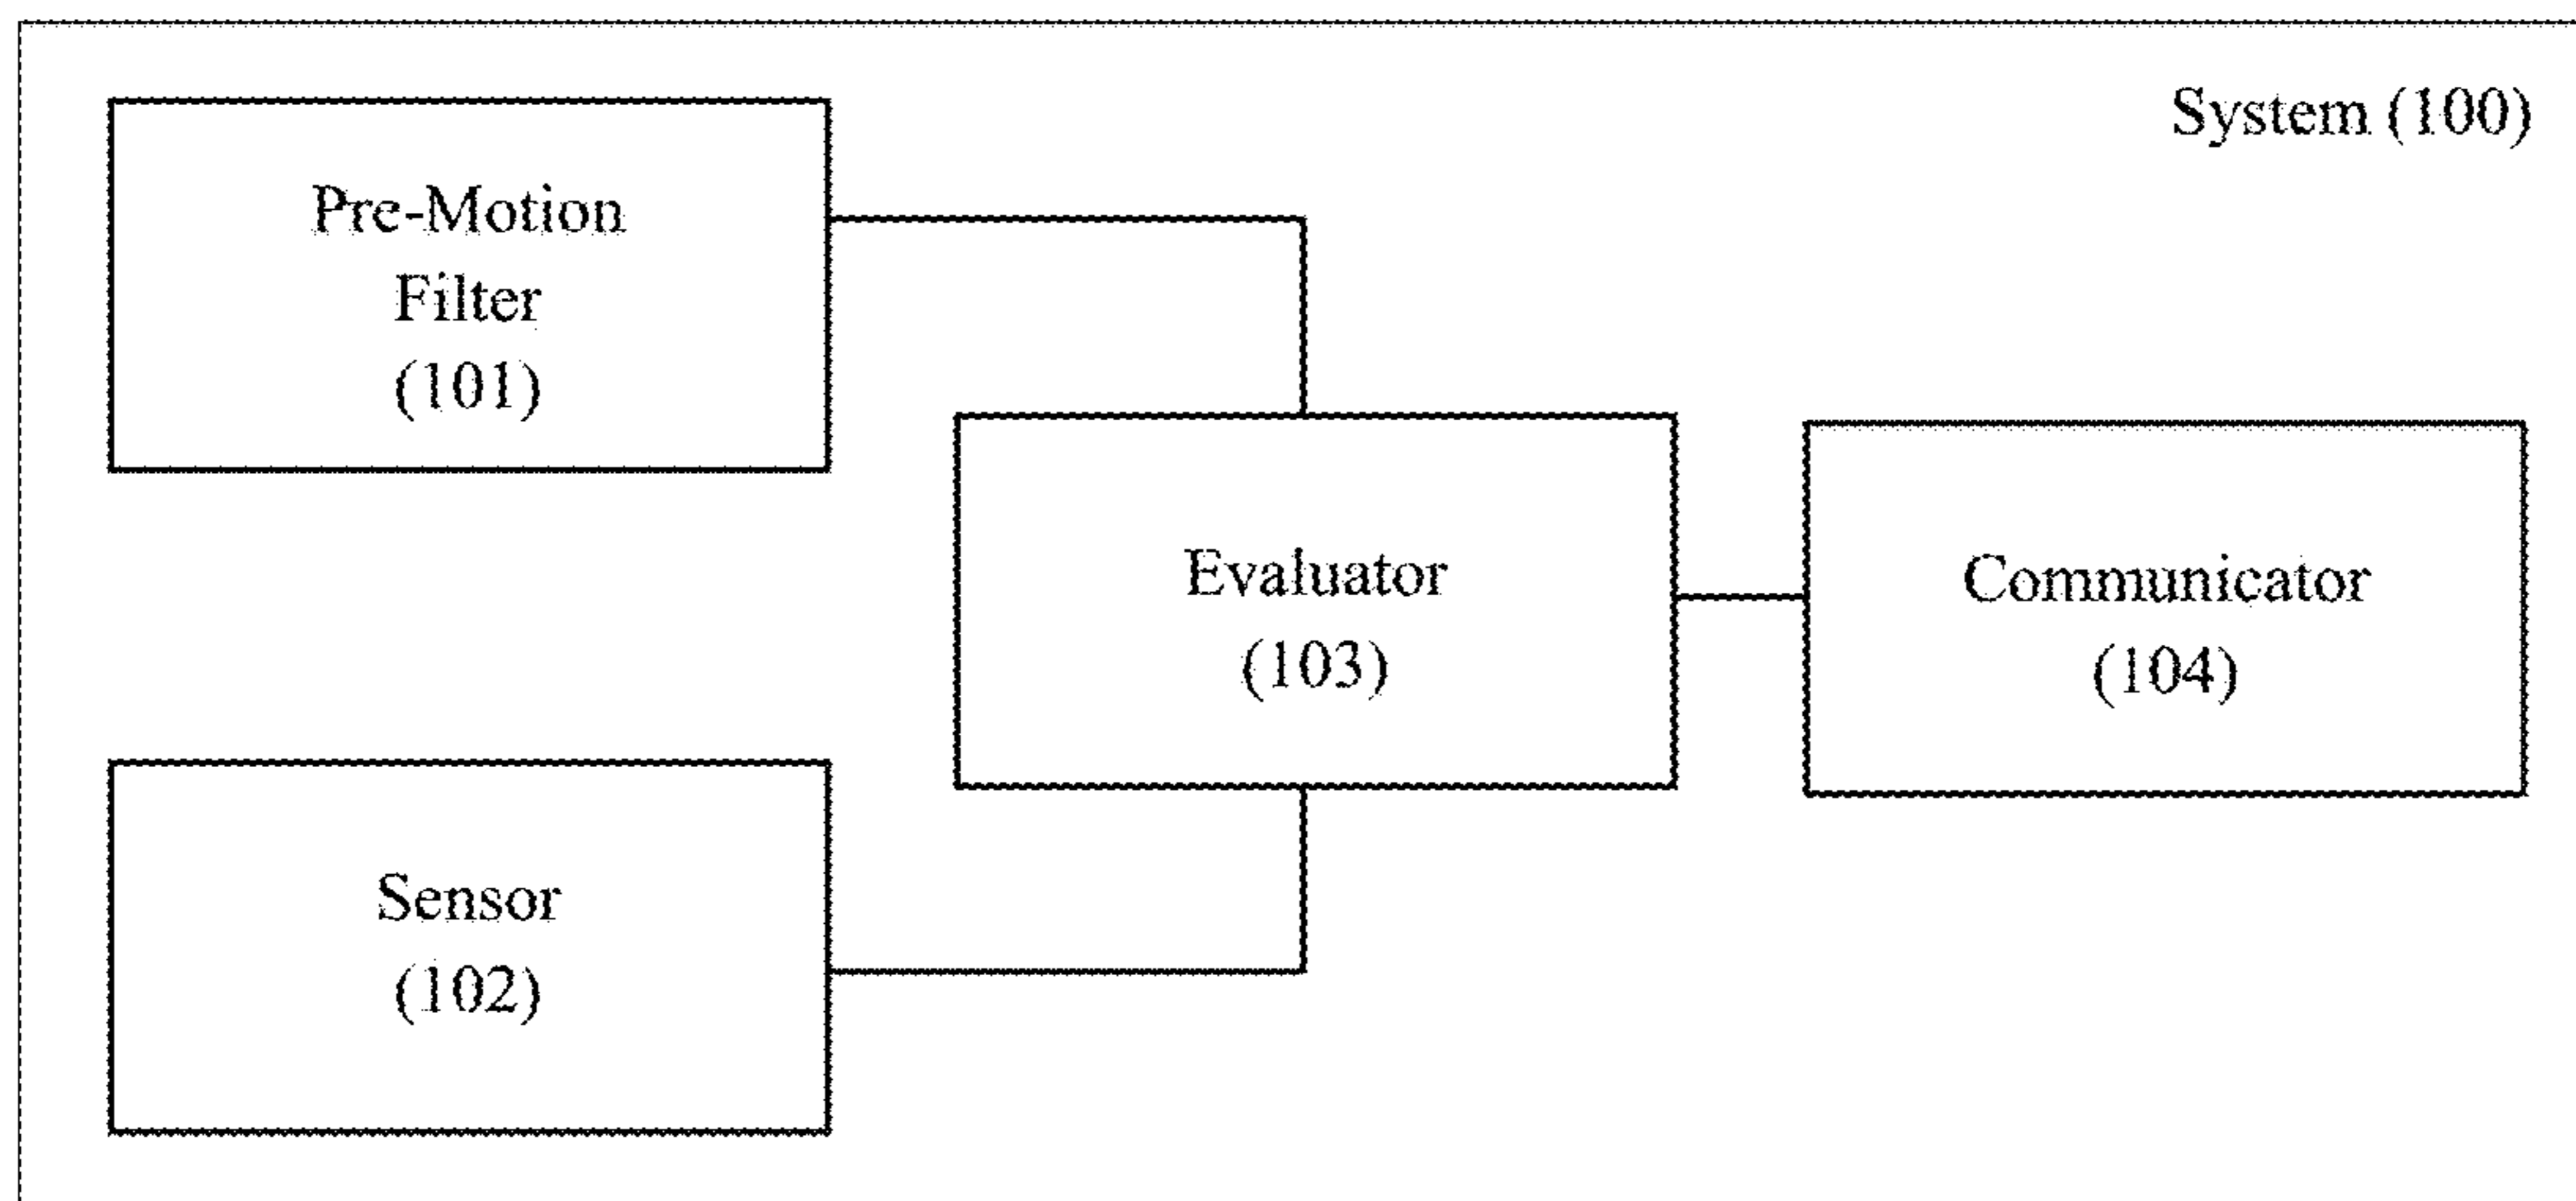 System (100)
Pre-Motion
Filter
(101)
Evaluator
(103)
Communicator
(104)
Sensor
(102)